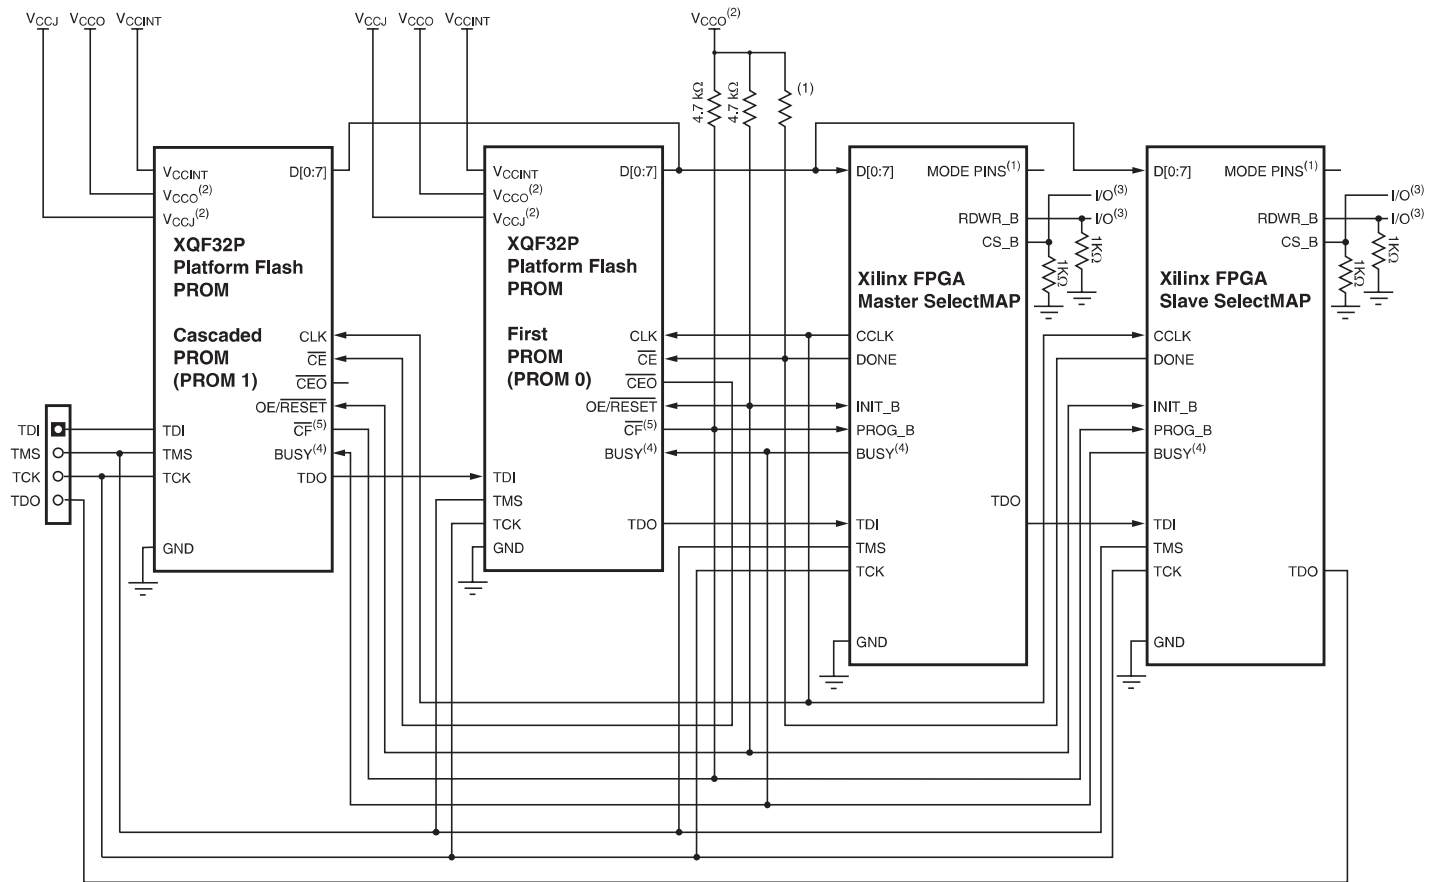 VCCJ VCCO VCCINT
VCCJ VCCO VCCINT
VCCO(2)
4.7 kΩ
4.7 kΩ
(1)
VCCINT
VCCO(2)
VCCJ(2)
D[0:7]
XQF32P
Platform Flash
PROM
Cascaded
PROM
(PROM 1)
CLK
CE
CEO
OE/RESET
CF(5)
BUSY(4)
TDO
TDI
TMS
TCK
GND
TDI
TMS
TCK
TDO
VCCINT
VCCO(2)
VCCJ(2)
D[0:7]
XQF32P
Platform Flash
PROM
First
PROM
(PROM 0)
CLK
CE
CEO
OE/RESET
CF(5)
BUSY(4)
TDI
TMS
TCK
TDO
GND
D[0:7]
MODE PINS(1)
RDWR_B
CS_B
I/O(3)
I/O(3)
1KΩ
1KΩ
Xilinx FPGA
Master SelectMAP
CCLK
DONE
INIT_B
PROG_B
BUSY(4)
TDO
TDI
TMS
TCK
GND
D[0:7]
MODE PINS(1)
RDWR_B
CS_B
I/O(3)
I/O(3)
1KΩ
1KΩ
Xilinx FPGA
Slave SelectMAP
CCLK
DONE
INIT_B
PROG_B
BUSY(4)
TDI
TMS
TCK
TDO
GND